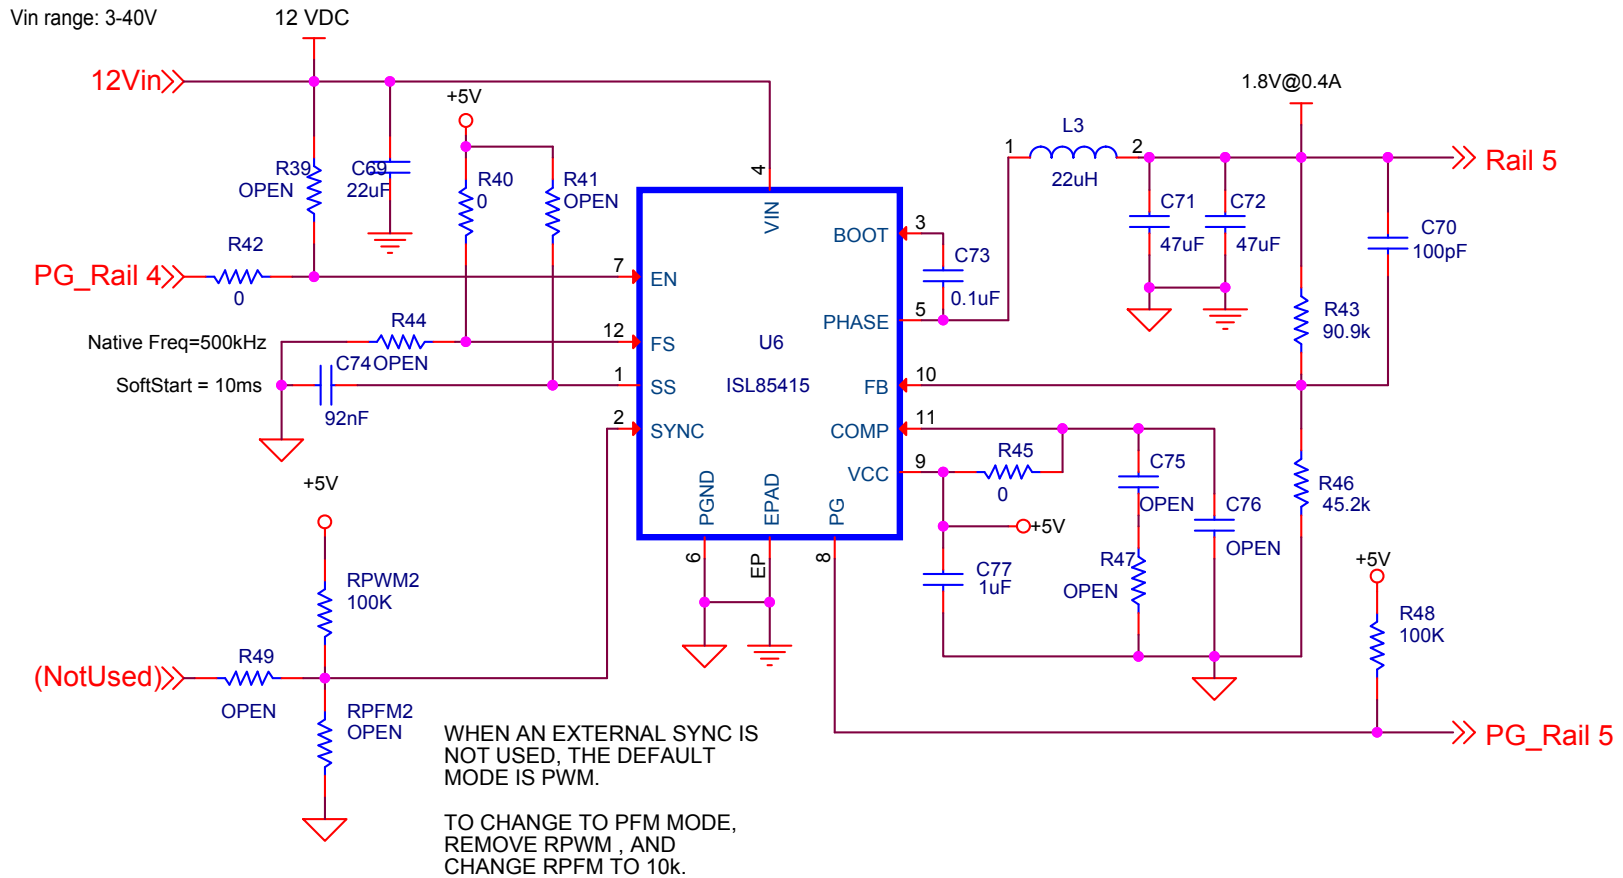 Vin range: 3-40V
12 VDC
12Vin
+5V
1.8V@0.4A
R39
OPEN
C69
22uF
R40
0
R41
OPEN
4
VIN
1
L3
2
22uH
Rail 5
C71
47uF
C72
47uF
C70
100pF
R42
0
PG_Rail 4
7
EN
BOOT
3
C73
0.1uF
PHASE
5
R43
90.9k
Native Freq=500kHz
R44
OPEN
12
FS
U6
ISL85415
SoftStart = 10ms
C74
92nF
1
SS
FB
10
2
SYNC
COMP
11
VCC
9
R45
0
C75
OPEN
C76
OPEN
R46
45.2k
PGND
EPAD
PG
6
EP
8
+5V
C77
1uF
R47
OPEN
+5V
RPWM2
100K
+5V
R48
100K
(NotUsed)
R49
OPEN
RPFM2
OPEN
PG_Rail 5
WHEN AN EXTERNAL SYNC IS
NOT USED, THE DEFAULT
MODE IS PWM.
TO CHANGE TO PFM MODE,
REMOVE RPWM , AND
CHANGE RPFM TO 10k.